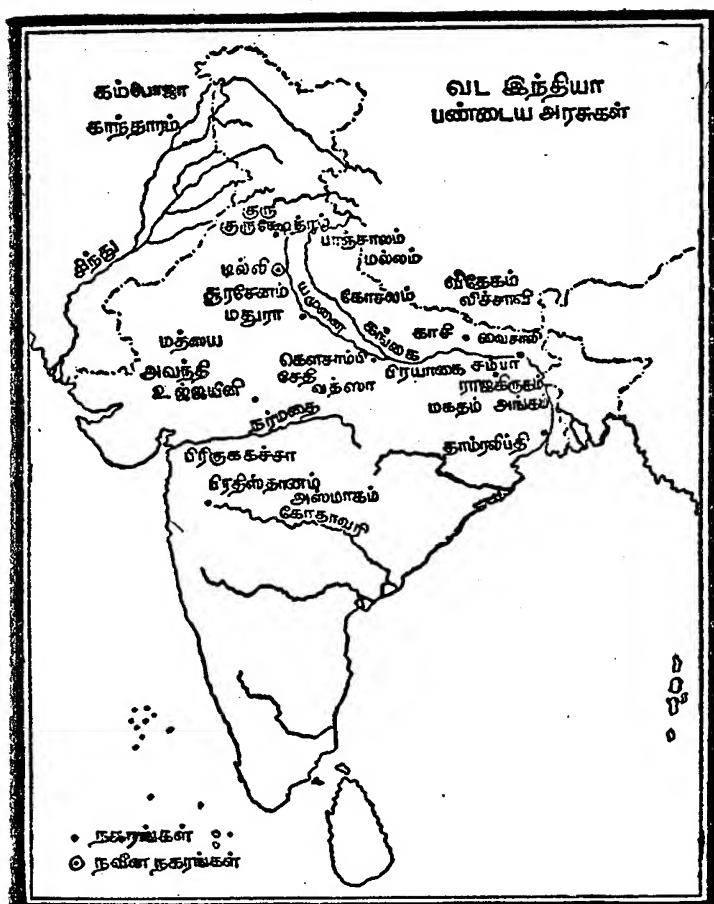 வட இந்தியா
பண்டைய அரசுகள்
கம்போஜா
காந்தாரம்
சிந்து
குரு
குருக்ஷேத்ரம்
பாஞ்சாலம்
மல்லம்
டில்லி
சூரசேனம்
மதுரா
யமுனை
கங்கை
கோசலம்
விதேகம்
லிச்சாவி
காசி
வைசாலி
மத்ஸ்ய
அவந்தி
உஜ்ஜயினி
கௌசாம்பி
சேதி
வத்ஸா
பிரயாகை
சம்பா
ராஜகிருகம்
மகதம் அங்கம்
தாம்ரலிப்தி
நர்மதை
பிரிகுகச்சா
பிரதிஸ்தானம்
அஸ்மாகம்
கோதாவரி
நகரங்கள்
நவீன நகரங்கள்